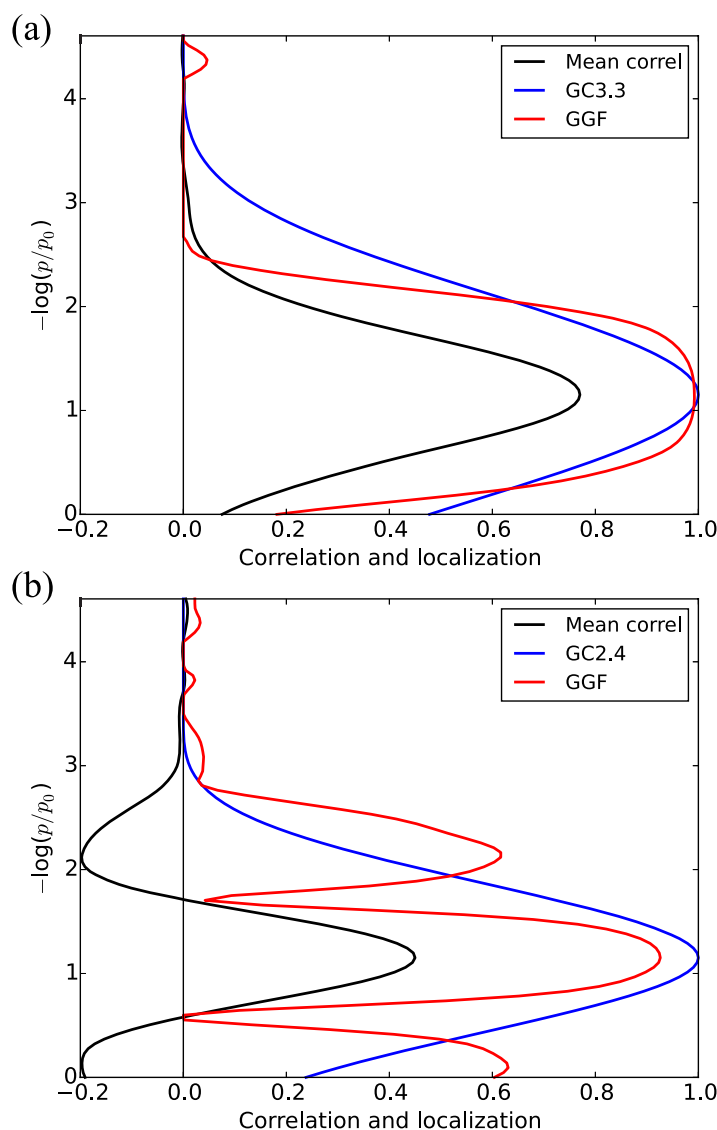 (a)
Mean correl
GC3.3
GGF
4
3
2
1
0
−log(p/p₀)
−0.2 0.0 0.2 0.4 0.6 0.8 1.0
Correlation and localization
(b)
Mean correl
GC2.4
GGF
4
3
2
1
0
−log(p/p₀)
−0.2 0.0 0.2 0.4 0.6 0.8 1.0
Correlation and localization